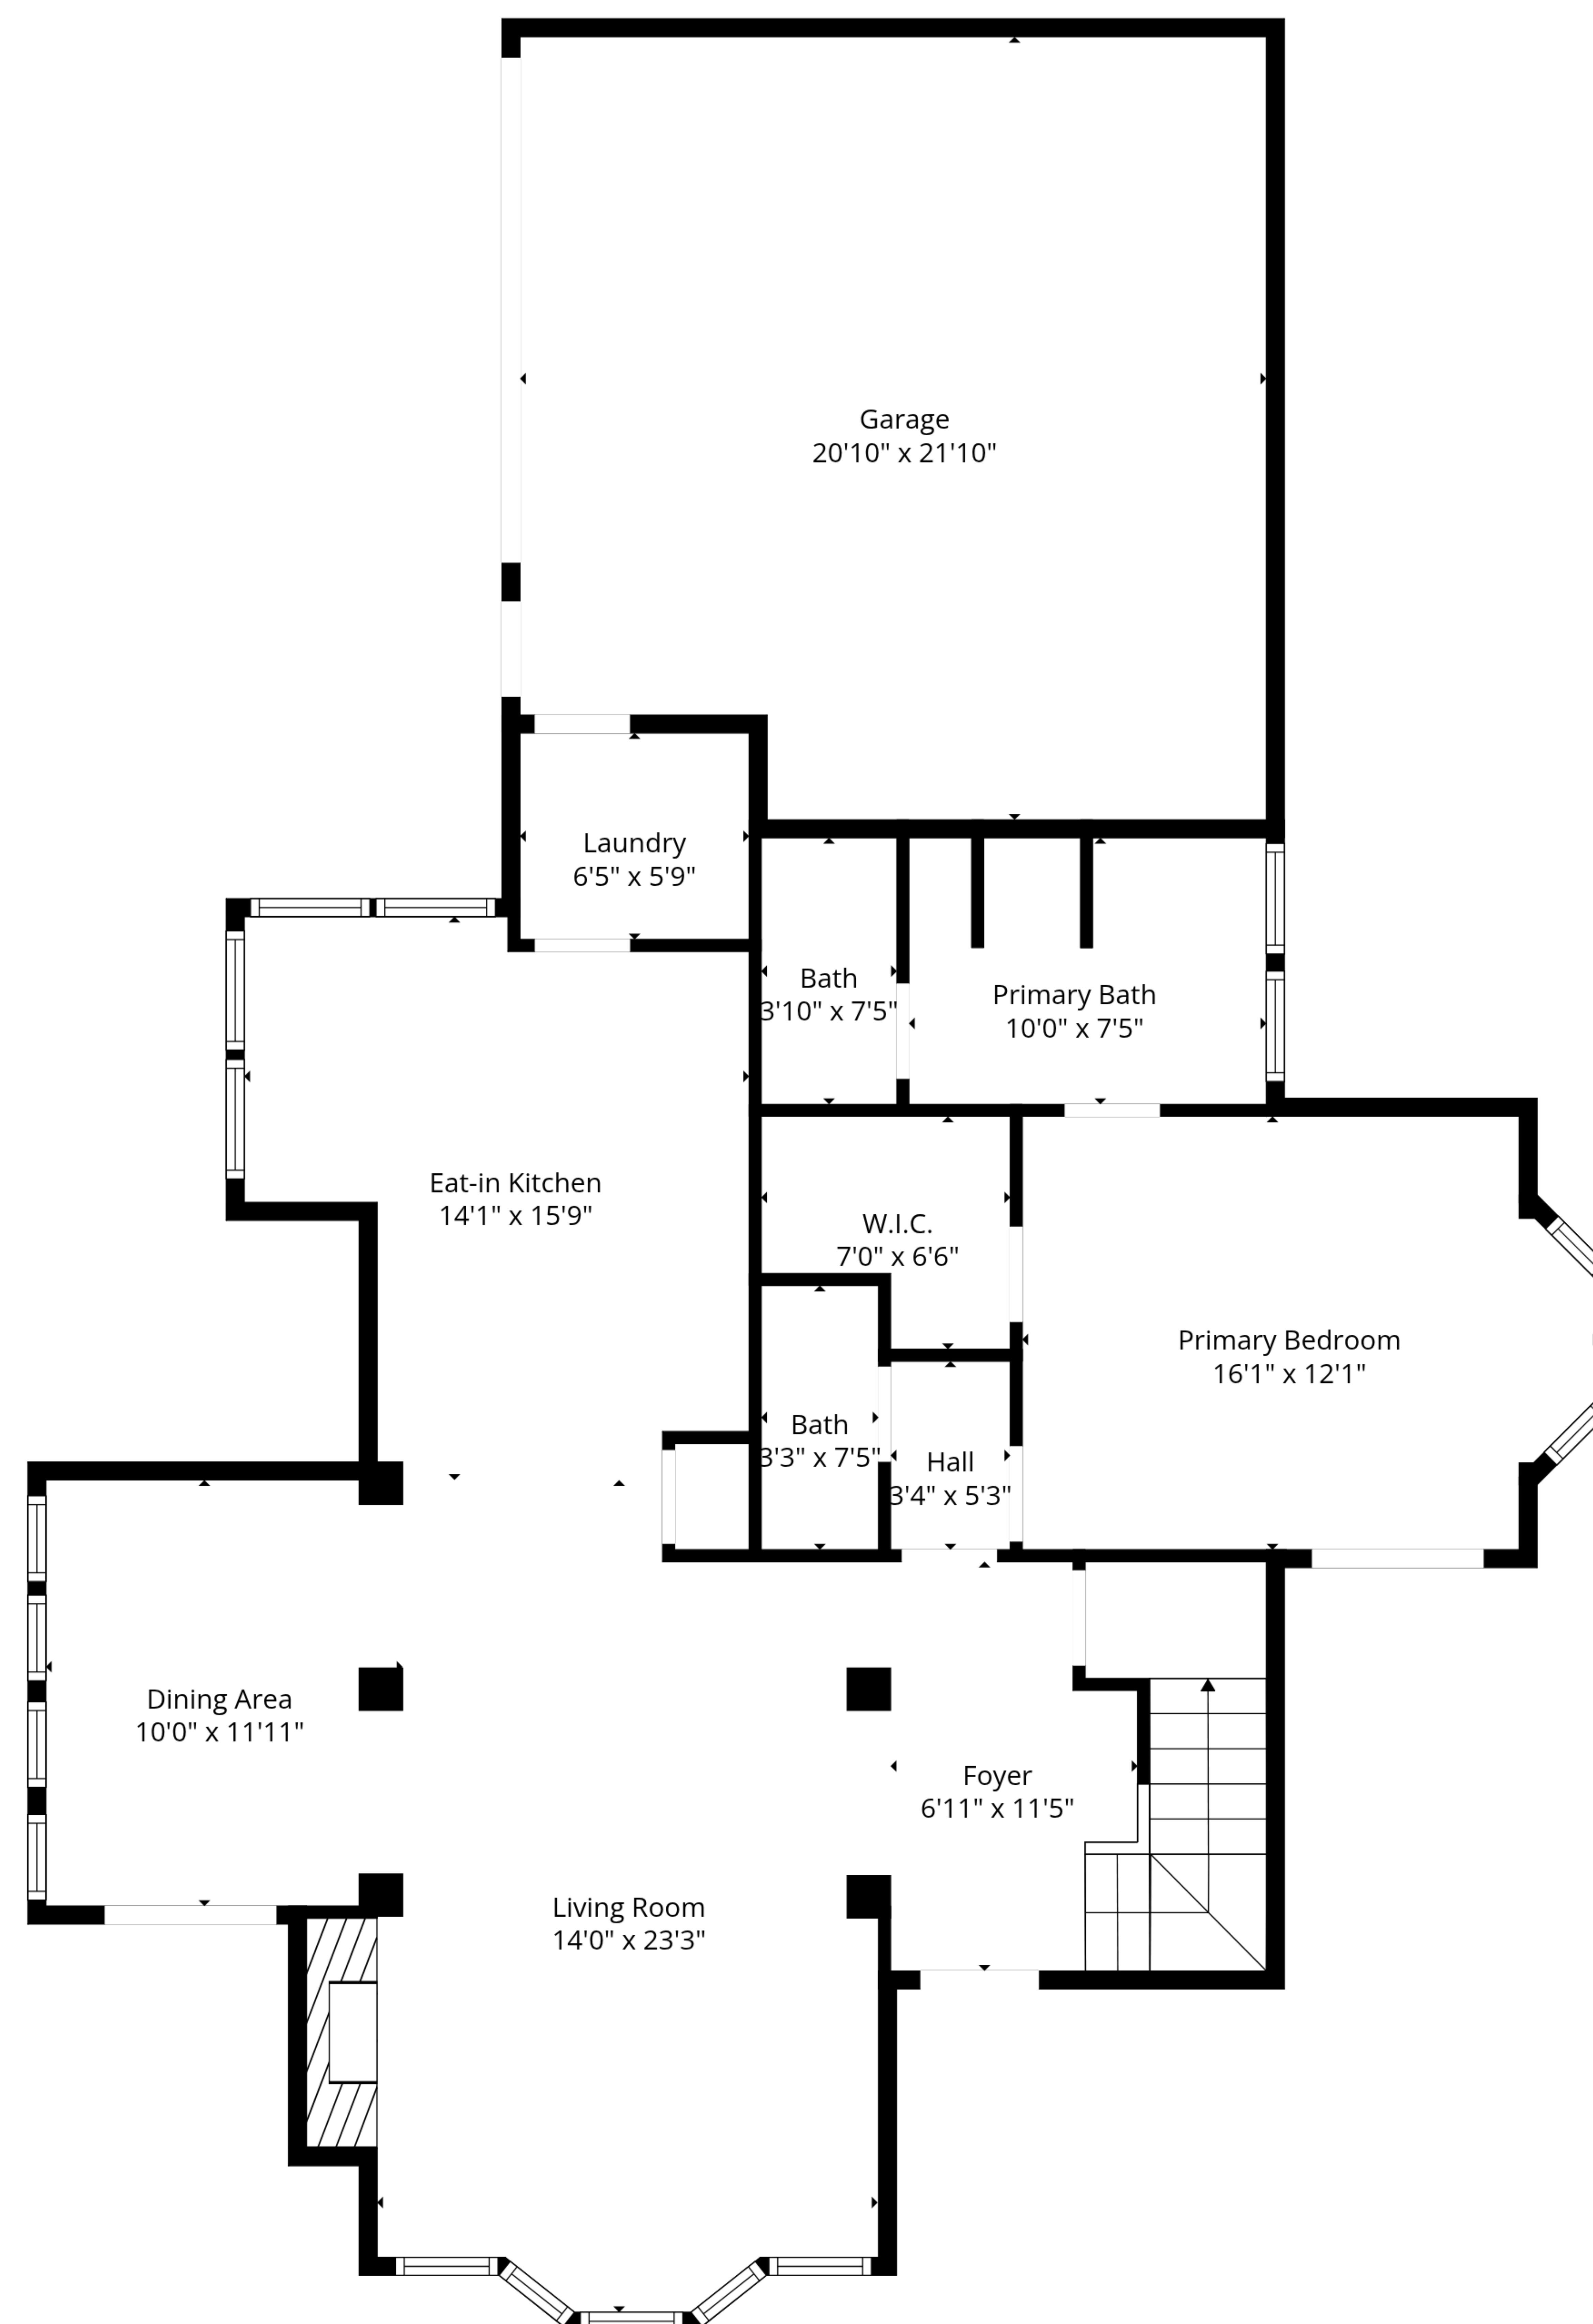 Garage
20'10" x 21'10"
Laundry
6'5" x 5'9"
Bath
3'10" x 7'5"
Primary Bath
10'0" x 7'5"
Eat-in Kitchen
14'1" x 15'9"
W.I.C.
7'0" x 6'6"
Primary Bedroom
16'1" x 12'1"
Bath
3'3" x 7'5"
Hall
3'4" x 5'3"
Dining Area
10'0" x 11'11"
Foyer
6'11" x 11'5"
Living Room
14'0" x 23'3"